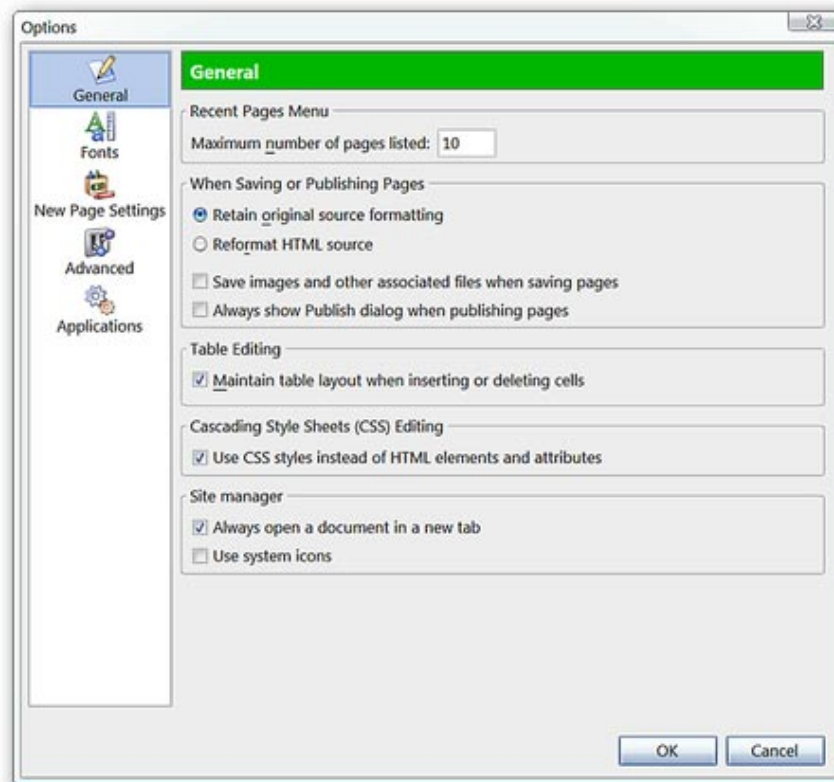 Options
General
Fonts
New Page Settings
Advanced
Applications
General
Recent Pages Menu
Maximum number of pages listed: 10
When Saving or Publishing Pages
Retain original source formatting
Reformat HTML source
Save images and other associated files when saving pages
Always show Publish dialog when publishing pages
Table Editing
Maintain table layout when inserting or deleting cells
Cascading Style Sheets (CSS) Editing
Use CSS styles instead of HTML elements and attributes
Site manager
Always open a document in a new tab
Use system icons
OK Cancel